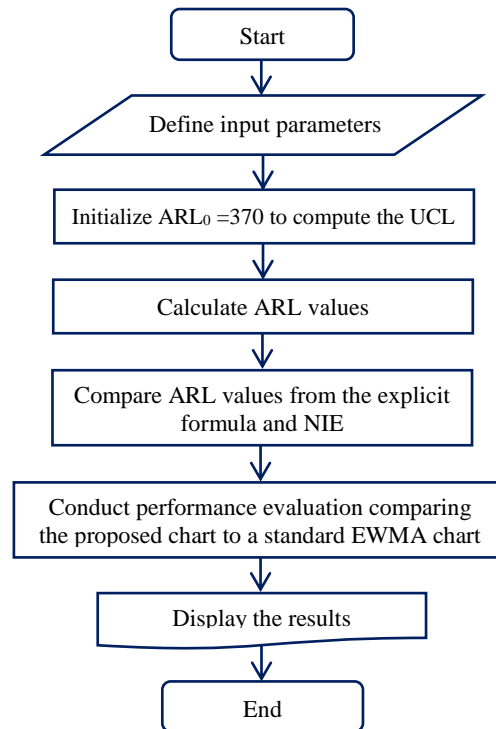 Start
Define input parameters
Initialize ARL₀ =370 to compute the UCL
Calculate ARL values
Compare ARL values from the explicit
formula and NIE
Conduct performance evaluation comparing
the proposed chart to a standard EWMA chart
Display the results
End